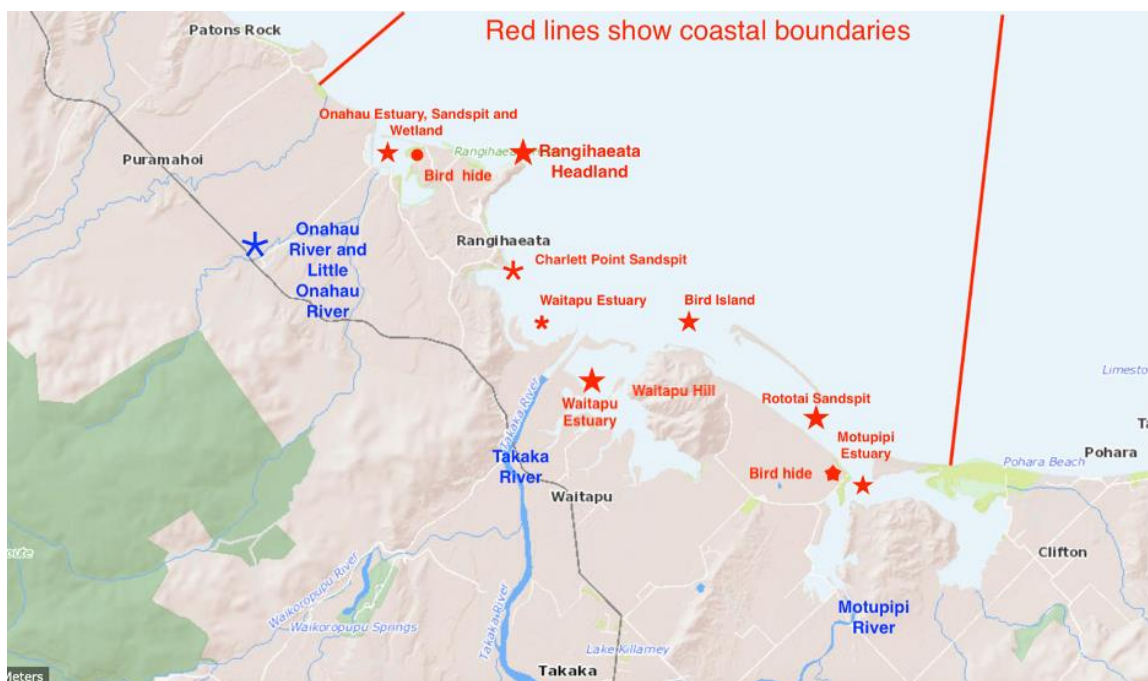 Red lines show coastal boundaries
Patons Rock
Onahau Estuary, Sandspit and
Wetland
Puramahoi
Rangihaeata
Bird hide
Rangihaeata
Headland
Onahau
River and
Little
Onahau
River
Rangihaeata
Charlett Point Sandspit
Waitapu Estuary
Bird Island
Waitapu Hill
Waitapu
Estuary
Rototai Sandspit
Motupipi
Estuary
Bird hide
Takaka River
Takaka
River
Waitapu
Pohara
Pohara Beach
Clifton
Waikoropupu River
Waikoropupu Springs
Takaka River
Motupipi
River
Lake Killarney
Takaka
Meters